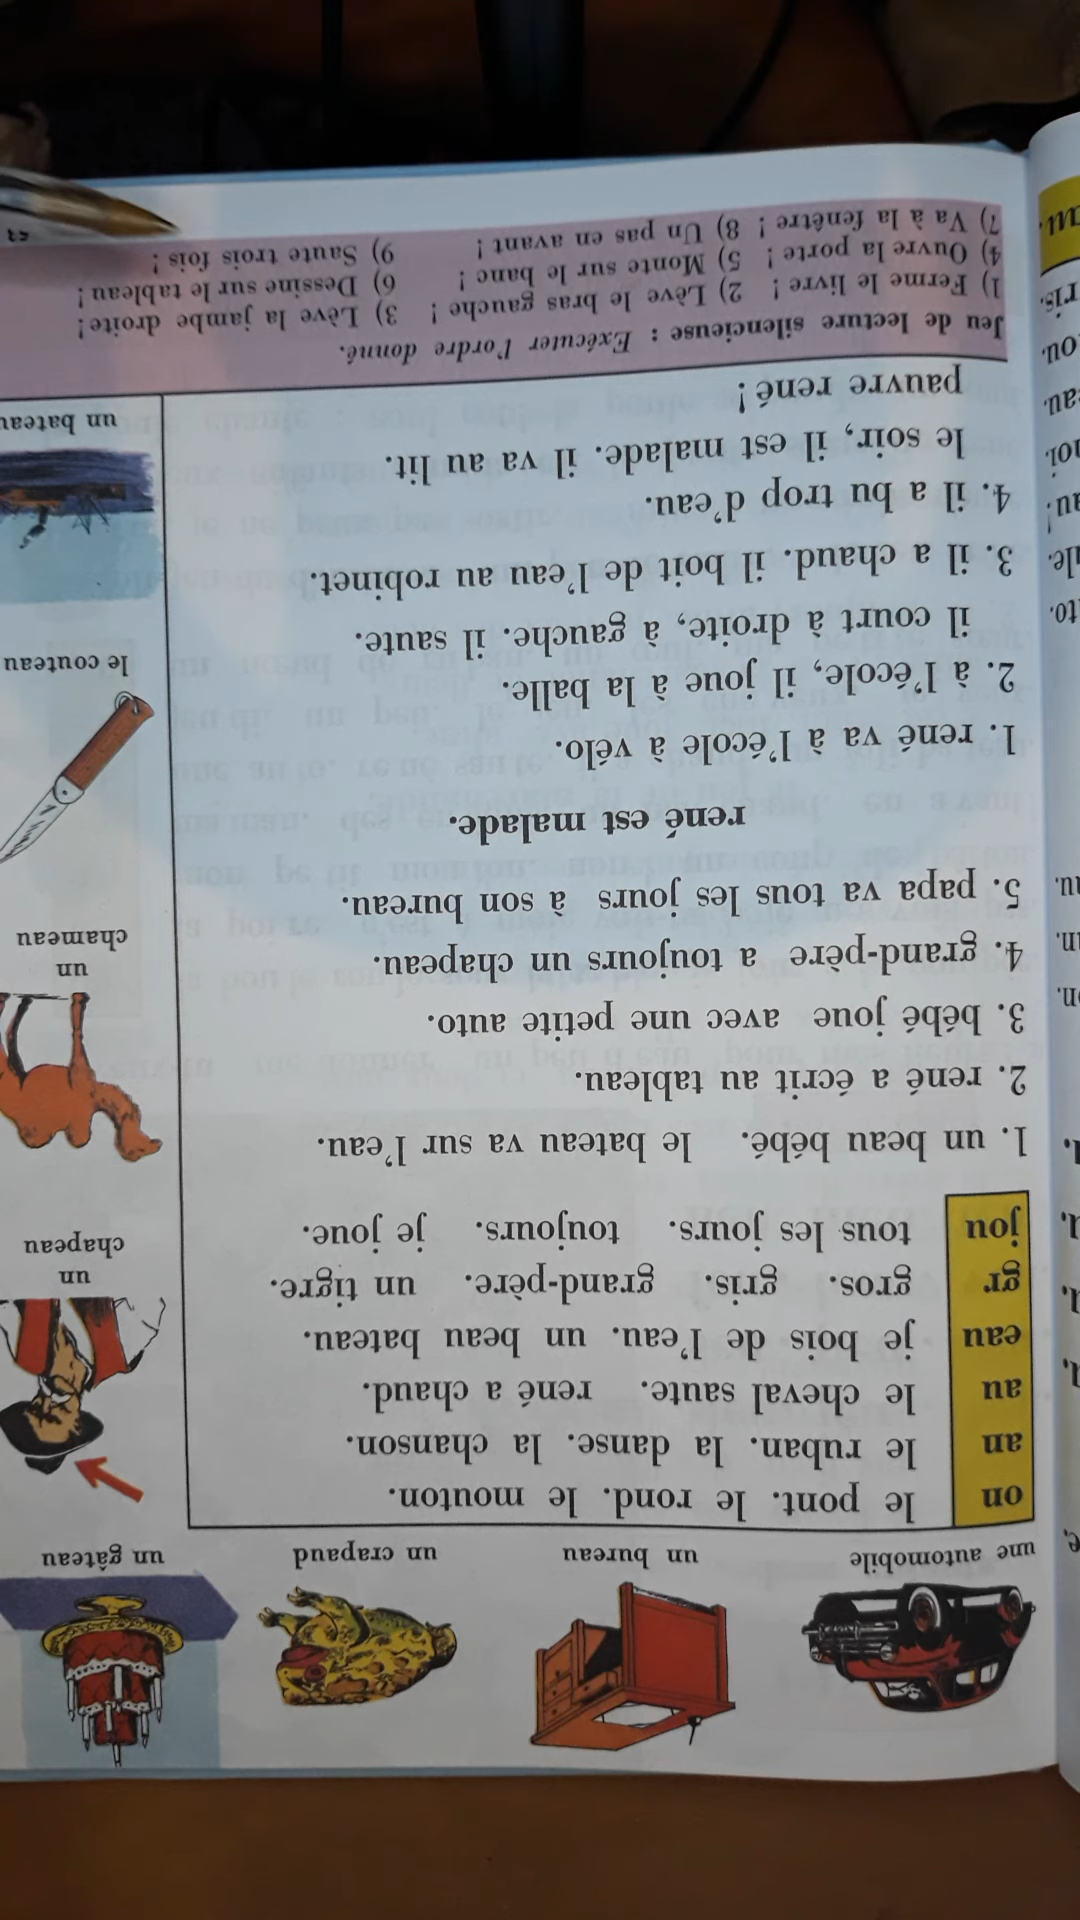 une automobile
un bureau
un crapaud
un gâteau
on le pont. le rond. le mouton.
an le ruban. la danse. la chanson.
au le cheval saute. rené a chaud.
eau je bois de l'eau. un beau bateau.
gr gros. gris. grand-père. un tigre.
jou tous les jours. toujours. je joue.
un
chapeau
1. un beau bébé. le bateau va sur l'eau.
2. rené a écrit au tableau.
3. bébé joue avec une petite auto.
4. grand-père a toujours un chapeau.
5. papa va tous les jours à son bureau.
un
chameau
rené est malade.
1. rené va à l'école à vélo.
2. à l'école, il joue à la balle.
il court à droite, à gauche. il saute.
3. il a chaud. il boit de l'eau au robinet.
4. il a bu trop d'eau.
le soir, il est malade. il va au lit.
pauvre rené !
le couteau
un bateau
Jeu de lecture silencieuse : Exécuter l'ordre donné.
1) Ferme le livre ! 2) Lève le bras gauche ! 3) Lève la jambe droite !
4) Ouvre la porte ! 5) Monte sur le banc ! 6) Dessine sur le tableau !
7) Va à la fenêtre ! 8) Un pas en avant ! 9) Saute trois fois !